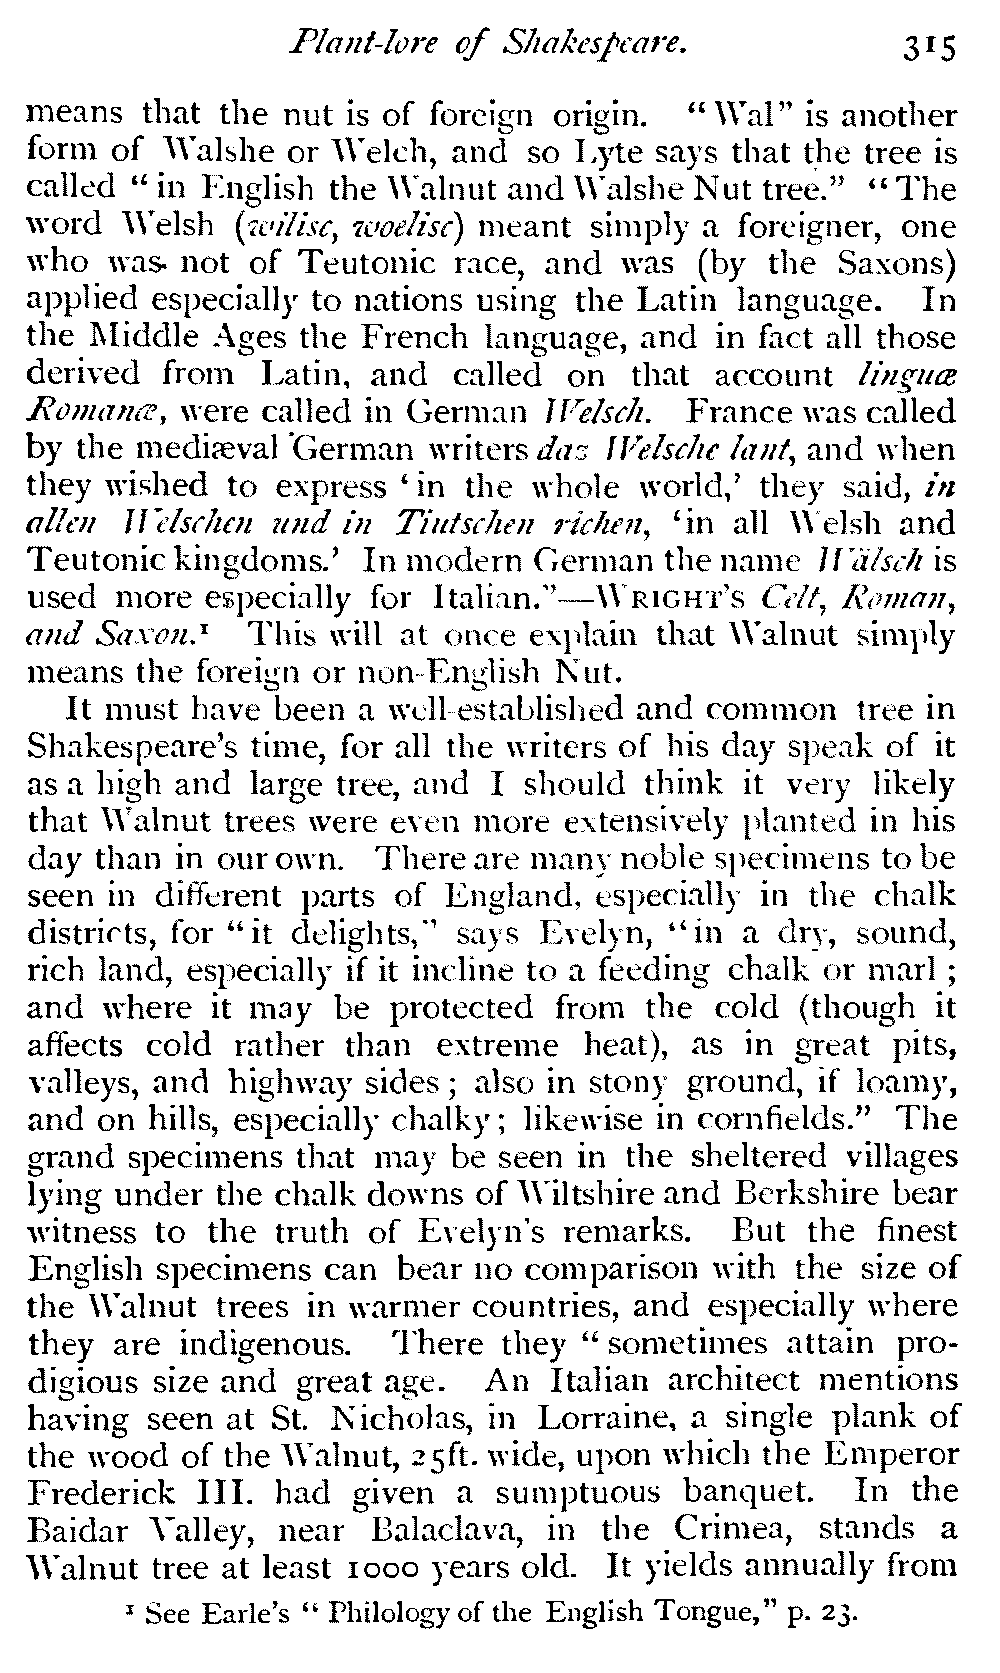 Plant-lore of Shakespeare. 315
means that the nut is of foreign origin. "Wal" is another
form of Walshe or Welch, and so Lyte says that the tree is
called "in English the Walnut and Walshe Nut tree." "The
word Welsh (wilisc, woelisc) meant simply a foreigner, one
who was not of Teutonic race, and was (by the Saxons)
applied especially to nations using the Latin language. In
the Middle Ages the French language, and in fact all those
derived from Latin, and called on that account linguæ
Romanæ, were called in German Welsch. France was called
by the mediæval German writers daz Welsche lant, and when
they wished to express 'in the whole world,' they said, in
allen Welschen und in Tiutschen richen, 'in all Welsh and
Teutonic kingdoms.' In modern German the name Wälsch is
used more especially for Italian."—WRIGHT'S Celt, Roman,
and Saxon.¹ This will at once explain that Walnut simply
means the foreign or non-English Nut.
It must have been a well-established and common tree in
Shakespeare's time, for all the writers of his day speak of it
as a high and large tree, and I should think it very likely
that Walnut trees were even more extensively planted in his
day than in our own. There are many noble specimens to be
seen in different parts of England, especially in the chalk
districts, for "it delights," says Evelyn, "in a dry, sound,
rich land, especially if it incline to a feeding chalk or marl;
and where it may be protected from the cold (though it
affects cold rather than extreme heat), as in great pits,
valleys, and highway sides; also in stony ground, if loamy,
and on hills, especially chalky; likewise in cornfields." The
grand specimens that may be seen in the sheltered villages
lying under the chalk downs of Wiltshire and Berkshire bear
witness to the truth of Evelyn's remarks. But the finest
English specimens can bear no comparison with the size of
the Walnut trees in warmer countries, and especially where
they are indigenous. There they "sometimes attain pro-
digious size and great age. An Italian architect mentions
having seen at St. Nicholas, in Lorraine, a single plank of
the wood of the Walnut, 25ft. wide, upon which the Emperor
Frederick III. had given a sumptuous banquet. In the
Baidar Valley, near Balaclava, in the Crimea, stands a
Walnut tree at least 1000 years old. It yields annually from
¹ See Earle's "Philology of the English Tongue," p. 23.